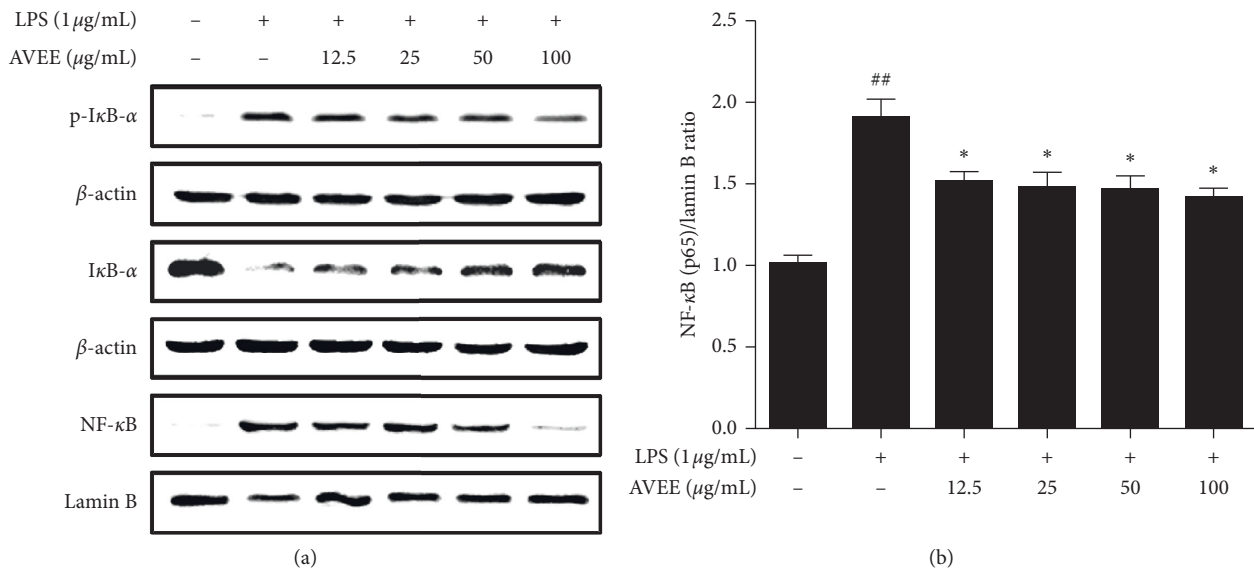 LPS (1 μg/mL) – + + + + +
AVEE (μg/mL) – – 12.5 25 50 100
p-IκB-α
β-actin
IκB-α
β-actin
NF-κB
Lamin B
(a)
NF-κB (p65)/lamin B ratio
2.5
2.0
1.5
1.0
0.5
0.0
## * * * *
LPS (1 μg/mL) – + + + + +
AVEE (μg/mL) – – 12.5 25 50 100
(b)